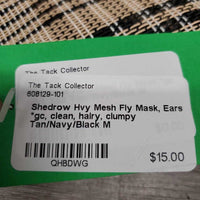 The Tack Collector
The Tack Collector
608129-101
Shedrow Hvy Mesh Fly Mask, Ears
*gc, clean, hairy, clumpy
Tan/Navy/Black M
QHBDWG
$15.00